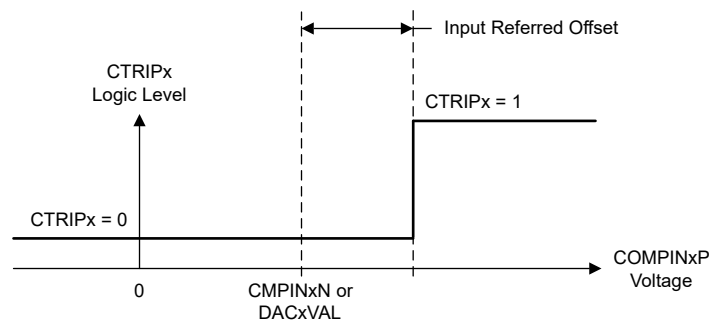 Input Referred Offset
CTRIPx
Logic Level
CTRIPx = 1
CTRIPx = 0
COMPINxP
Voltage
0
CMPINxN or
DACxVAL